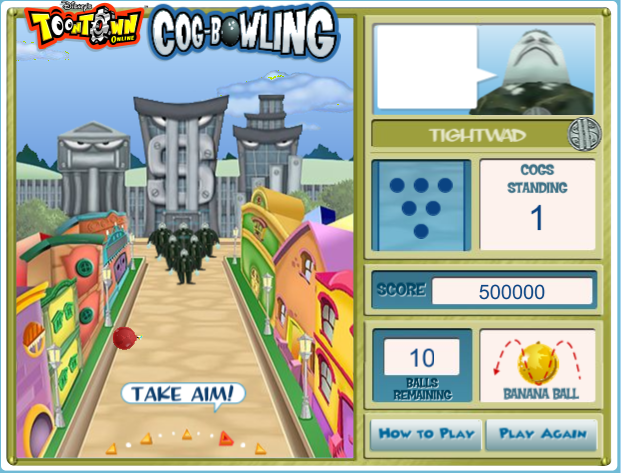 Disney's
TOONTOWN
ONLINE
COG-BOWLING
TIGHTWAD
COGS
STANDING
1
SCORE 500000
10
BALLS
REMAINING
BANANA BALL
TAKE AIM!
HOW TO PLAY
PLAY AGAIN